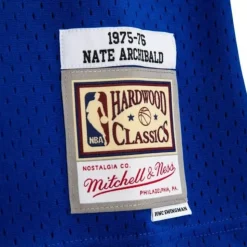 1975-76
NATE ARCHIBALD
NBA
HARDWOOD
CLASSICS
NOSTALGIA CO.
Mitchell & Ness
PHILADELPHIA, PA.